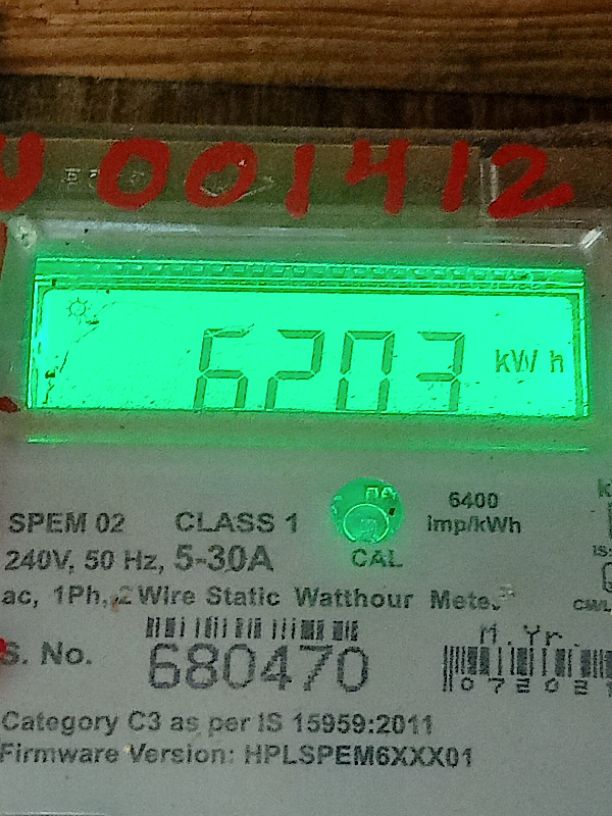 001412
6203 kWh
SPEM 02 CLASS 1 6400
imp/kWh
240V, 50 Hz, 5-30A CAL
ac, 1Ph, 2 Wire Static Watthour
S. No. 680470 M.Yr.
Category C3 as per IS 15959:2011
Firmware Version: HPLSPEM6XXX01